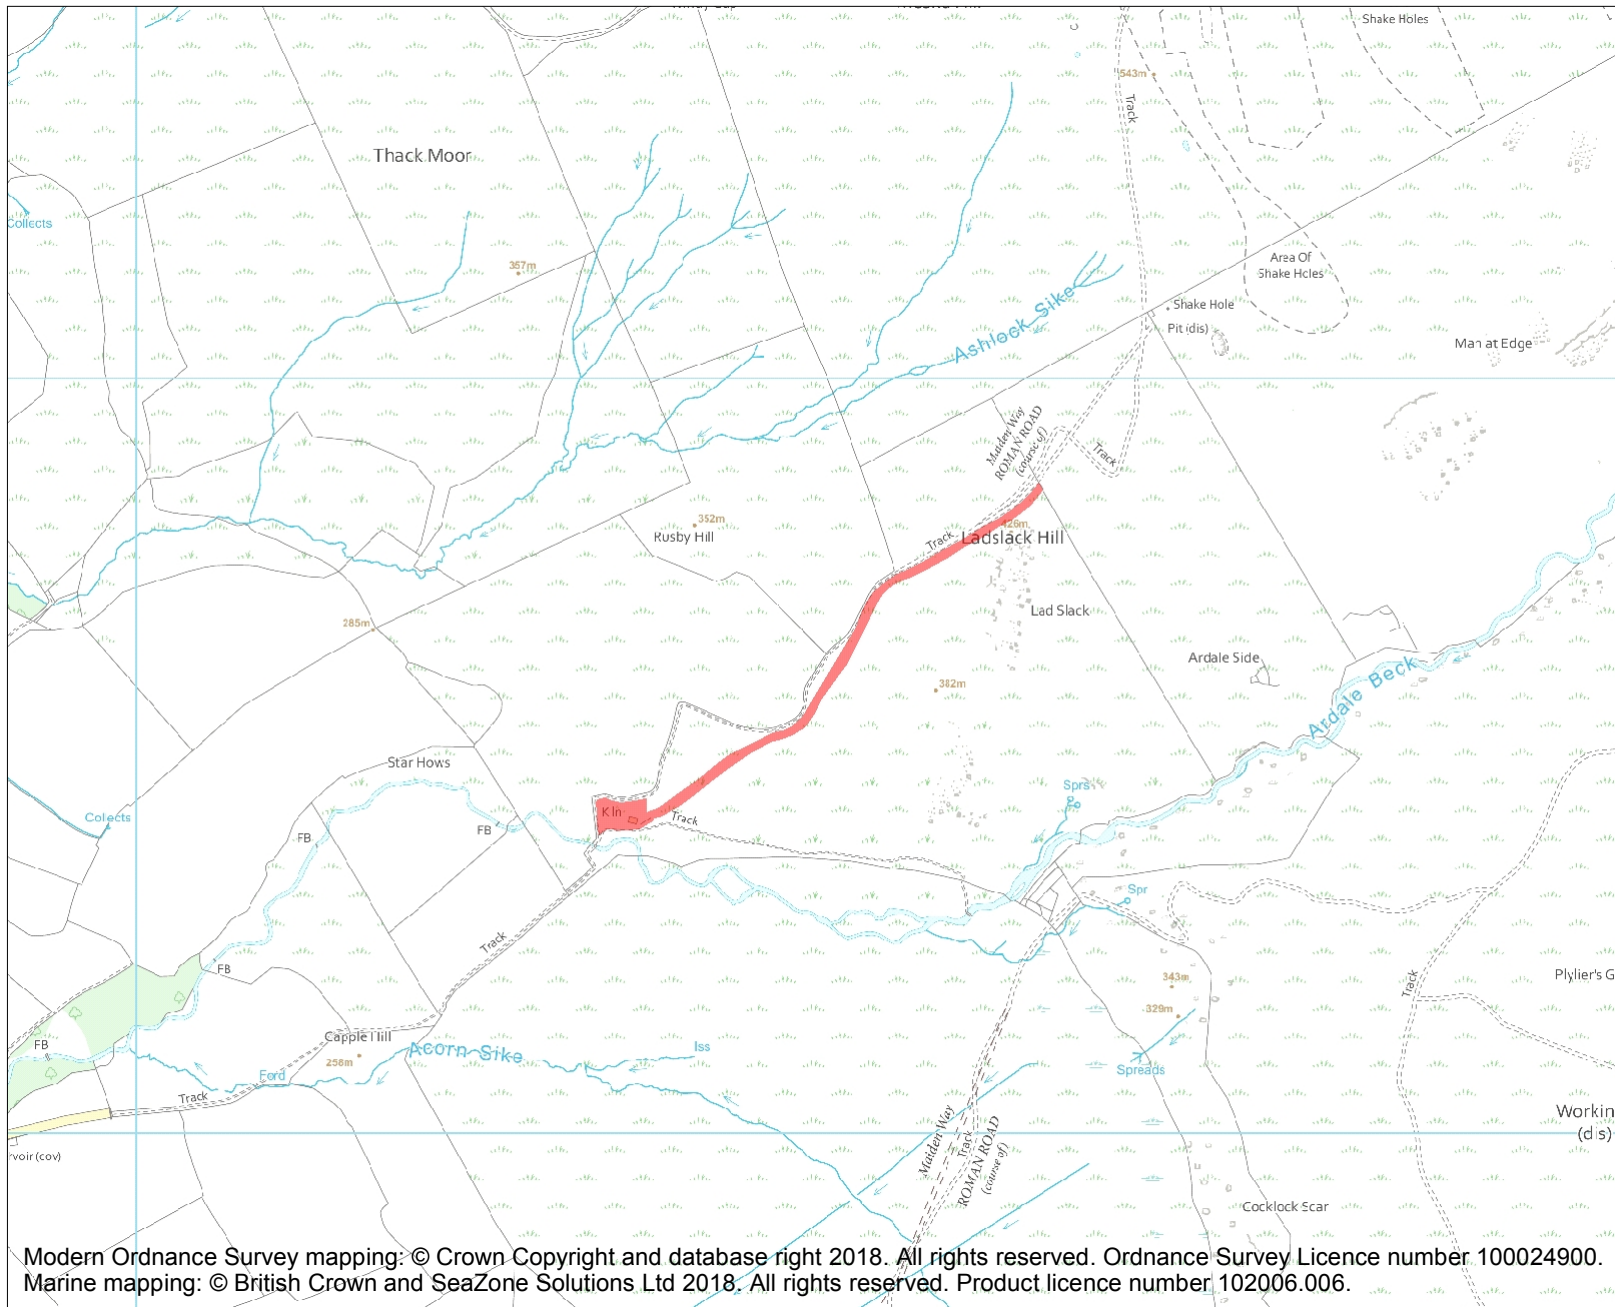 Shake Holes
543m
Track
Thack Moor
Collects
357m
Area Of
Shake Holes
Ashlock Sike
Shake Hole
Pit (dis)
Man at Edge
Maiden Way
ROMAN ROAD
(course of)
Track
352m
Rusby Hill
426m
Track
Ladslack Hill
Lad Slack
285m
Ardale Side
382m
Ardale Beck
Star Hows
Sprs
Collects
Kln
Track
FB
FB
Spr
Track
FB
343m
Track
Plylier's G
329m
FB
Capple Hill
258m
Acorn Sike
Iss
Ford
Spreads
Track
Maiden Way
Track
ROMAN ROAD
(course of)
Workin
(dis)
rvoir (cov)
Cocklock Scar
Modern Ordnance Survey mapping: © Crown Copyright and database right 2018. All rights reserved. Ordnance Survey Licence number 100024900.
Marine mapping: © British Crown and SeaZone Solutions Ltd 2018. All rights reserved. Product licence number 102006.006.